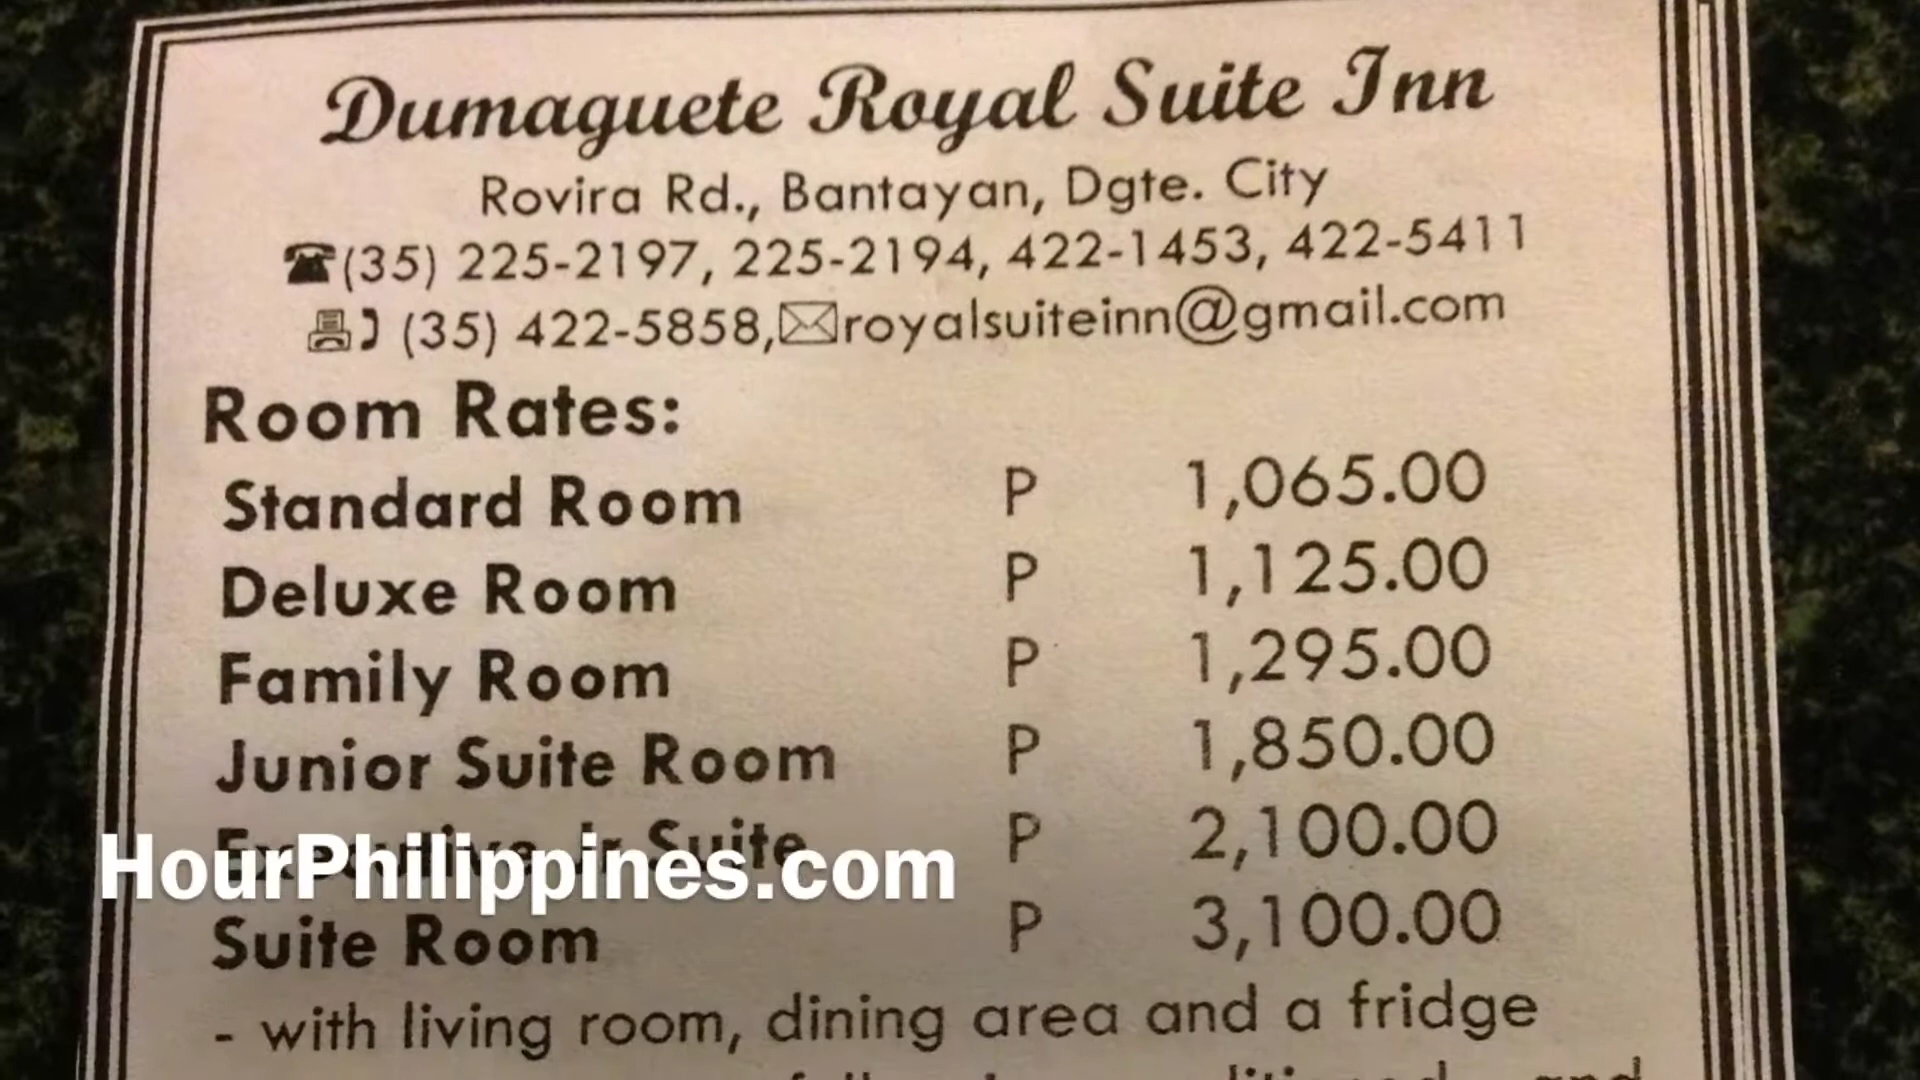 Dumaguete Royal Suite Inn
Rovira Rd., Bantayan, Dgte. City
☎(35) 225-2197, 225-2194, 422-1453, 422-5411
(35) 422-5858,✉royalsuiteinn@gmail.com
Room Rates:
Standard Room P 1,065.00
Deluxe Room P 1,125.00
Family Room P 1,295.00
Junior Suite Room P 1,850.00
Executive Jr Suite P 2,100.00
HourPhilippines.com
Suite Room P 3,100.00
- with living room, dining area and a fridge